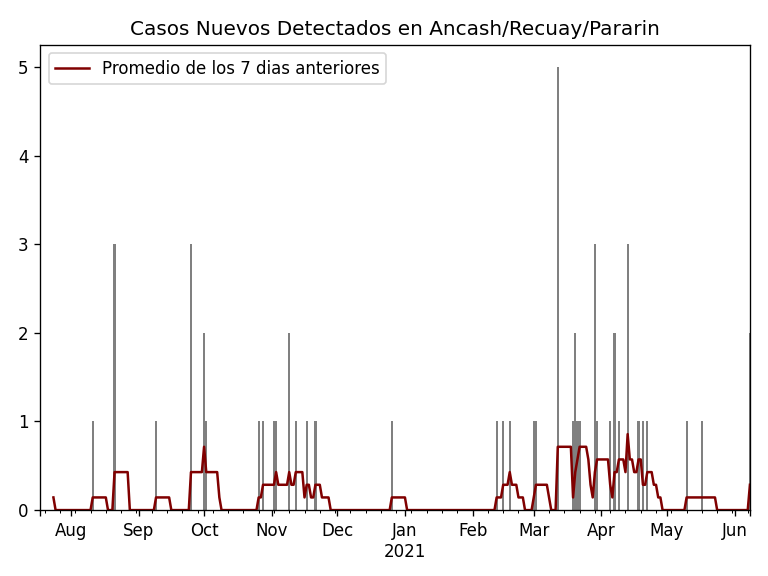 Casos Nuevos Detectados en Ancash/Recuay/Pararin
Promedio de los 7 dias anteriores
5
4
3
2
1
0
Aug Sep Oct Nov Dec Jan Feb Mar Apr May Jun
2021